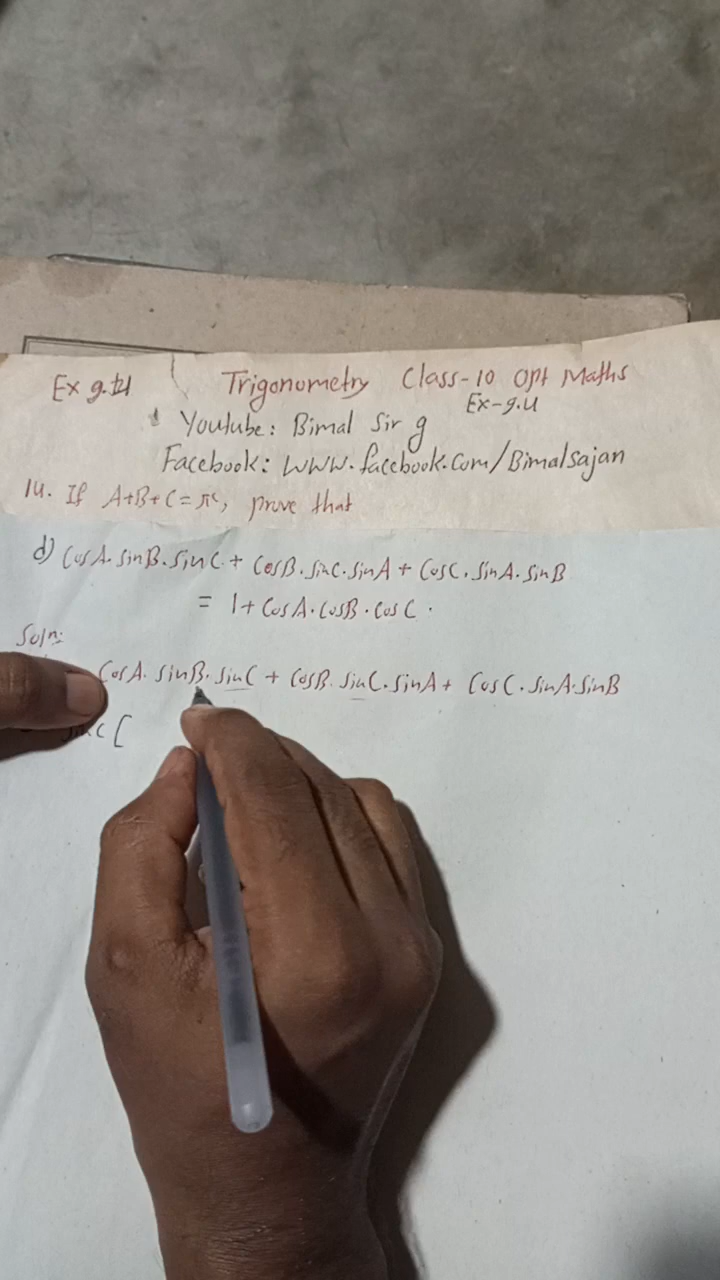 Ex 9.4 Trigonometry Class-10 Opt Maths
Ex-9.4
Youtube: Bimal Sir g
Facebook: www.facebook.com/Bimalsajan
14. If A+B+C=πᶜ, prove that
d) CosA.SinB.SinC + CosB.SinC.SinA + CosC.SinA.SinB
= 1+CosA.CosB.CosC.
Soln:
CosA.SinB.SinC + CosB.SinC.SinA + CosC.SinA.SinB
SinC [